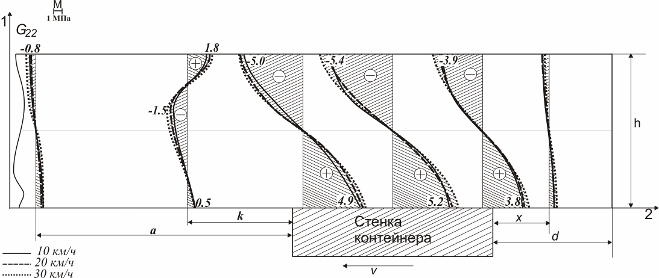 M
1 МПа
1
G22
-0.8
1.8
-5.0
-5.4
-3.9
+
-
-
-
-1.5
-
h
+
+
+
0.5
4.9
5.2
3.8
2
k
x
a
d
Стенка
контейнера
v
10 км/ч
20 км/ч
30 км/ч